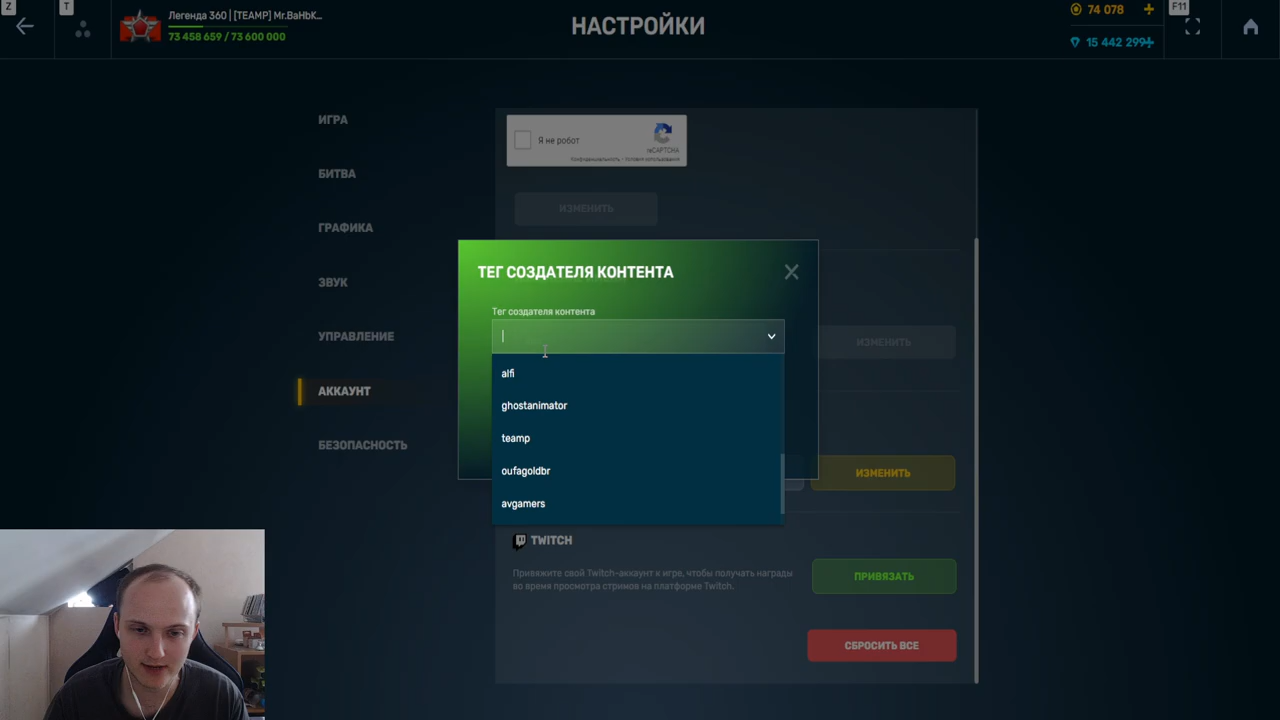 Z
T
Легенда 360 | [TEAMP] Mr.BaHbK...
73 458 659 / 73 600 000
НАСТРОЙКИ
74 078
15 442 299
F11
ИГРА
БИТВА
ГРАФИКА
ЗВУК
УПРАВЛЕНИЕ
АККАУНТ
БЕЗОПАСНОСТЬ
Я не робот
reCAPTCHA
Конфиденциальность - Условия использования
ИЗМЕНИТЬ
ТЕГ СОЗДАТЕЛЯ КОНТЕНТА
Тег создателя контента
alfi
ghostanimator
teamp
oufagoldbr
avgamers
ИЗМЕНИТЬ
ИЗМЕНИТЬ
TWITCH
Привяжите свой Twitch-аккаунт к игре, чтобы получать награды
во время просмотра стримов на платформе Twitch.
ПРИВЯЗАТЬ
СБРОСИТЬ ВСЕ